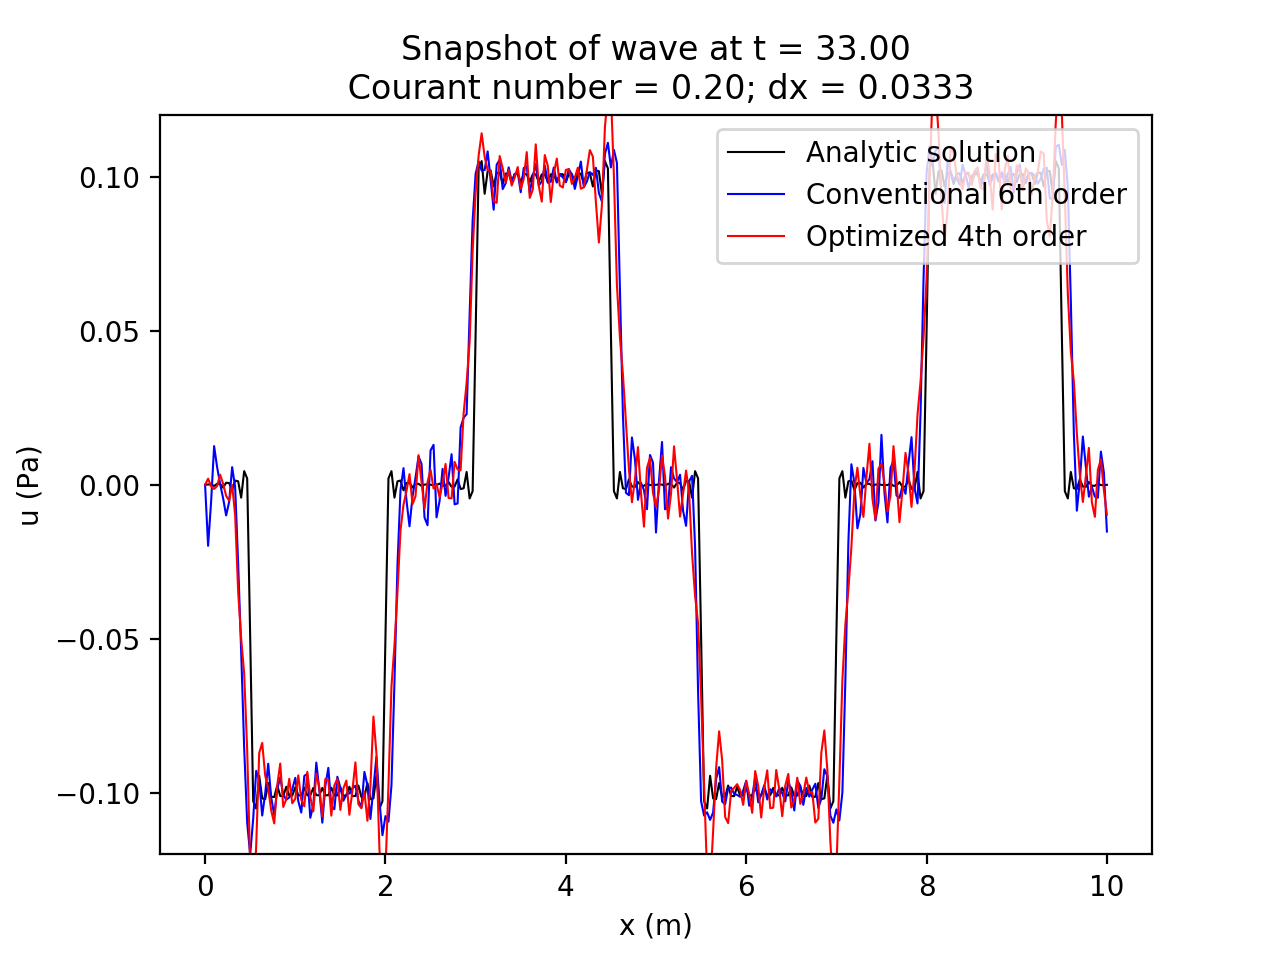 Snapshot of wave at t = 33.00
Courant number = 0.20; dx = 0.0333
Analytic solution
Conventional 6th order
Optimized 4th order
0.10
0.05
0.00
−0.05
−0.10
u (Pa)
0 2 4 6 8 10
x (m)